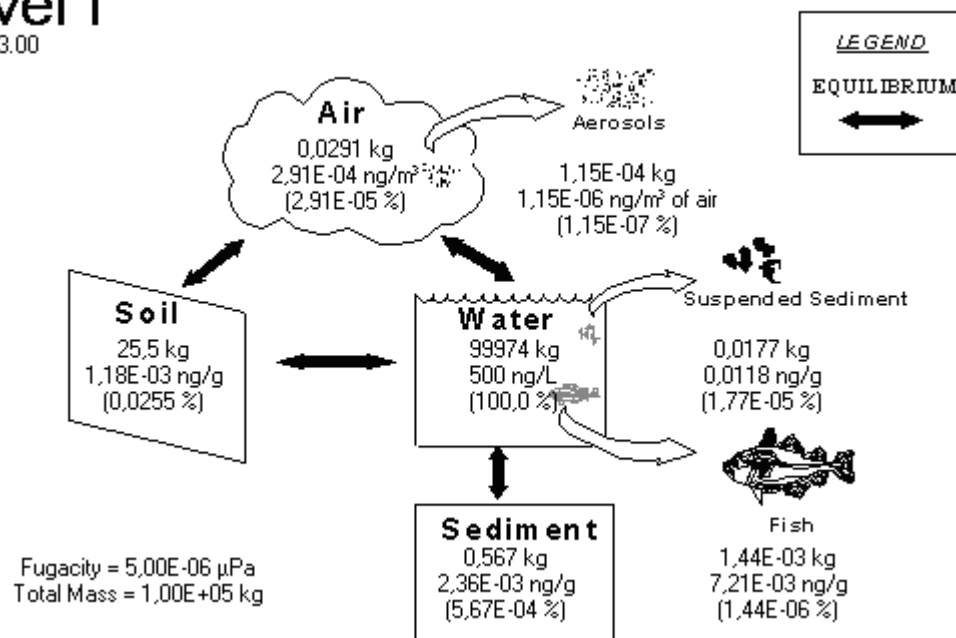 3.00
LEGEND
EQUILIBRIUM
Air
0,0291 kg
2,91E-04 ng/m³
(2,91E-05 %)
Aerosols
1,15E-04 kg
1,15E-06 ng/m³ of air
(1,15E-07 %)
Soil
25,5 kg
1,18E-03 ng/g
(0,0255 %)
Water
99974 kg
500 ng/L
(100,0 %)
Suspended Sediment
0,0177 kg
0,0118 ng/g
(1,77E-05 %)
Sediment
0,567 kg
2,36E-03 ng/g
(5,67E-04 %)
Fish
1,44E-03 kg
7,21E-03 ng/g
(1,44E-06 %)
Fugacity = 5,00E-06 µPa
Total Mass = 1,00E+05 kg